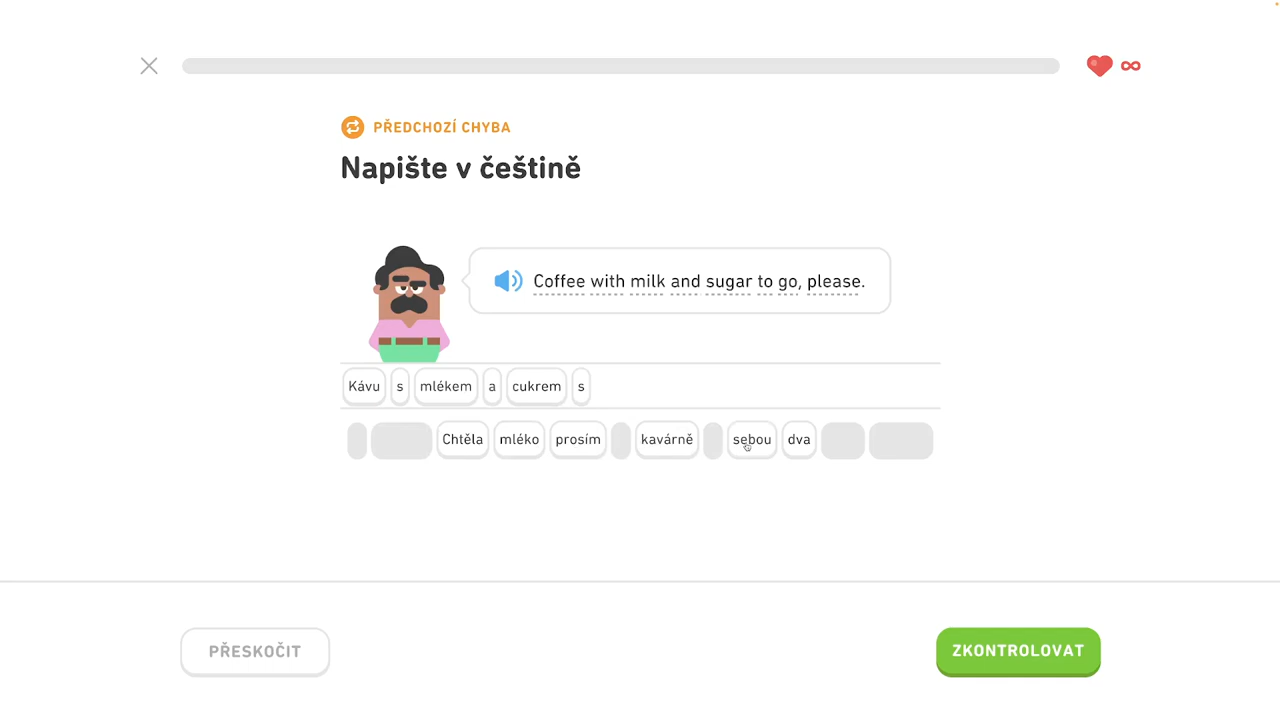 ∞
PŘEDCHOZÍ CHYBA
Napište v češtině
Coffee with milk and sugar to go, please.
Kávu s mlékem a cukrem s
Chtěla mléko prosím kavárně sebou dva
PŘESKOČIT ZKONTROLOVAT